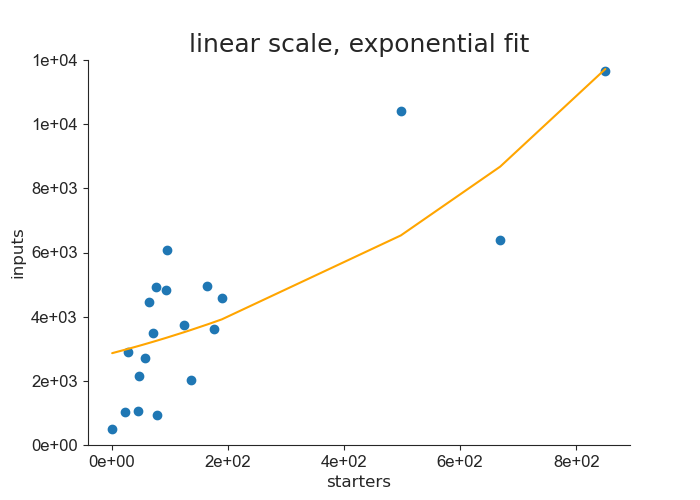 linear scale, exponential fit
1e+04
1e+04
8e+03
6e+03
4e+03
2e+03
0e+00
inputs
0e+00 2e+02 4e+02 6e+02 8e+02
starters